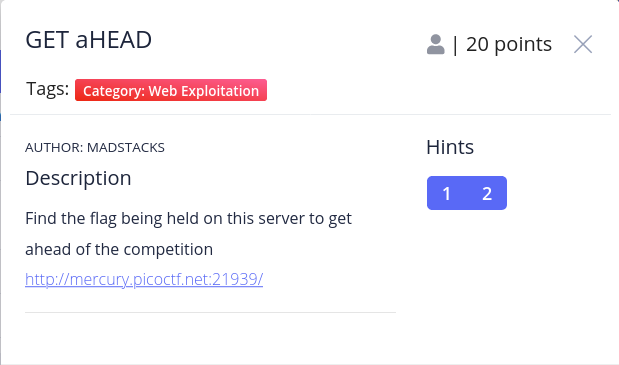 GET aHEAD
| 20 points
Tags: Category: Web Exploitation
AUTHOR: MADSTACKS
Description
Find the flag being held on this server to get
ahead of the competition
http://mercury.picoctf.net:21939/
Hints
1 2